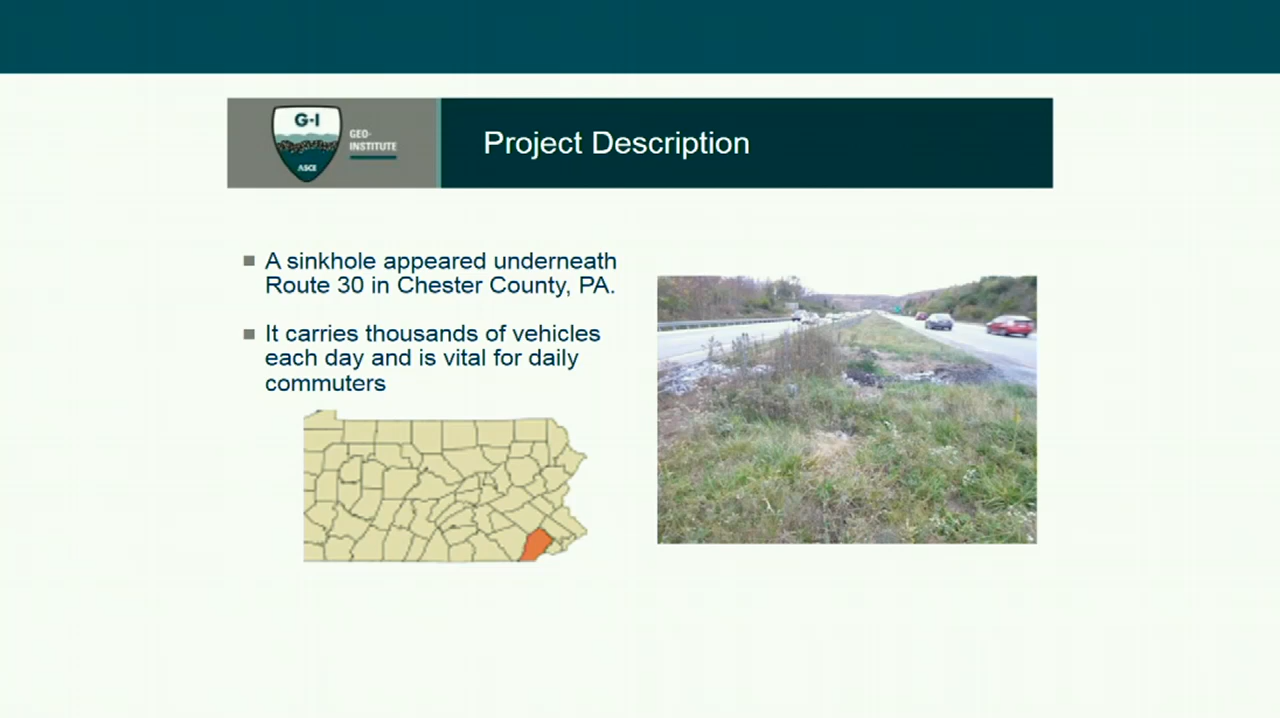 G-I
GEO-
INSTITUTE
ASCE
Project Description
A sinkhole appeared underneath
Route 30 in Chester County, PA.
It carries thousands of vehicles
each day and is vital for daily
commuters